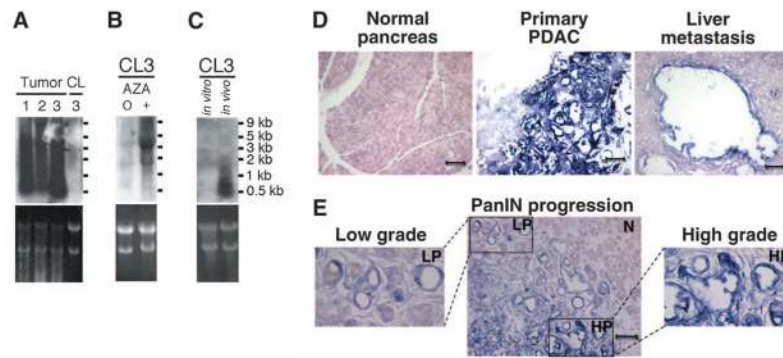 A
Tumor CL
1 2 3 3
B
CL3
AZA
O +
C
CL3
in vitro
in vivo
9 kb
5 kb
3 kb
2 kb
1 kb
0.5 kb
D
Normal pancreas
Primary PDAC
Liver metastasis
E
PanIN progression
Low grade
LP
LP
N
HP
High grade
HP